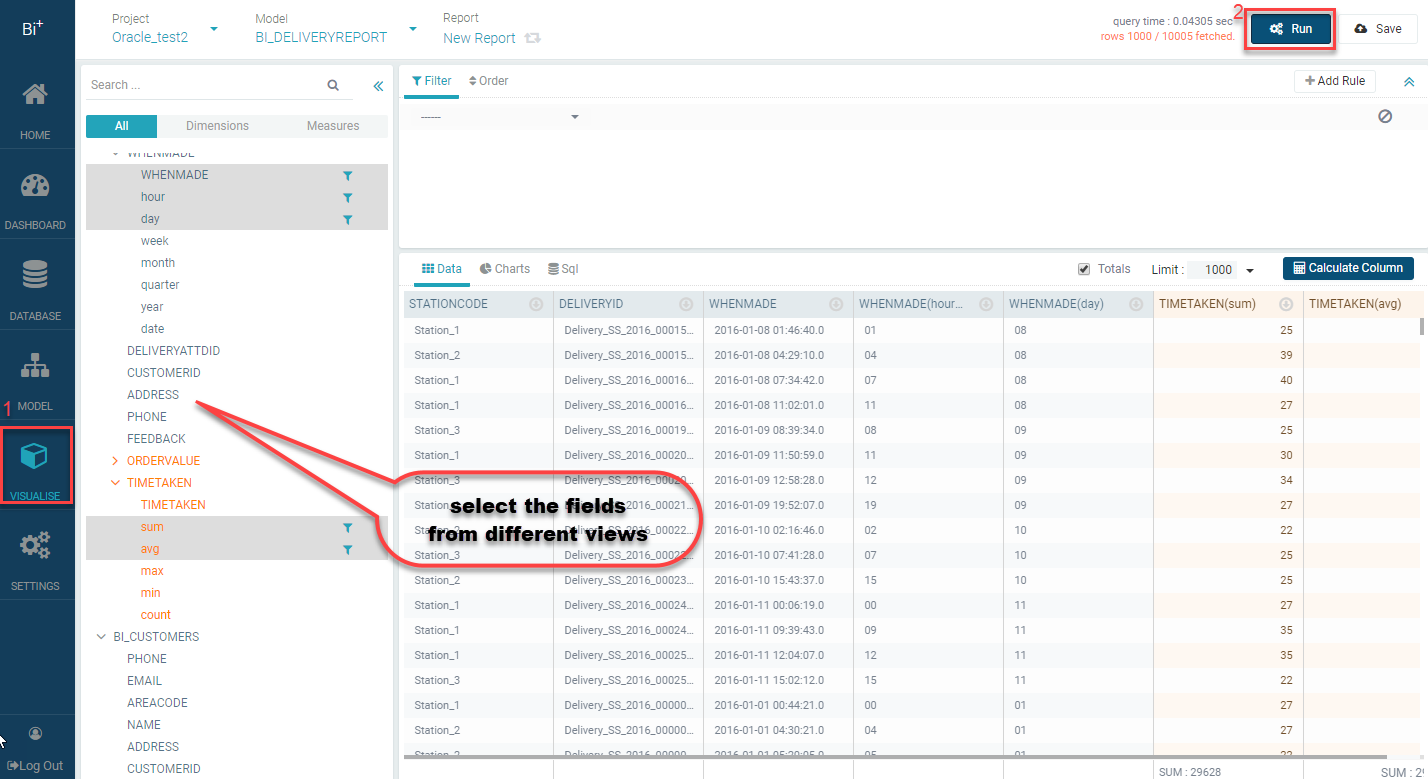 Bi+
Project
Oracle_test2
Model
BI_DELIVERYREPORT
Report
New Report
query time : 0.04305 sec
rows 1000 / 10005 fetched.
2
Run
Save
HOME
DASHBOARD
DATABASE
1
MODEL
VISUALISE
SETTINGS
Log Out
Search ...
All Dimensions Measures
WHENMADE
WHENMADE
hour
day
week
month
quarter
year
date
DELIVERYATTDID
CUSTOMERID
ADDRESS
PHONE
FEEDBACK
ORDERVALUE
TIMETAKEN
TIMETAKEN
sum
avg
max
min
count
BI_CUSTOMERS
PHONE
EMAIL
AREACODE
NAME
ADDRESS
CUSTOMERID
Filter Order
Add Rule
------
Data Charts Sql
Totals Limit : 1000
Calculate Column
STATIONCODE DELIVERYID WHENMADE WHENMADE(hour... WHENMADE(day) TIMETAKEN(sum) TIMETAKEN(avg)
Station_1 Delivery_SS_2016_00015... 2016-01-08 01:46:40.0 01 08 25
Station_2 Delivery_SS_2016_00015... 2016-01-08 04:29:10.0 04 08 39
Station_1 Delivery_SS_2016_00016... 2016-01-08 07:34:42.0 07 08 40
Station_1 Delivery_SS_2016_00016... 2016-01-08 11:02:01.0 11 08 27
Station_3 Delivery_SS_2016_00019... 2016-01-09 08:39:34.0 08 09 25
Station_1 Delivery_SS_2016_00020... 2016-01-09 11:50:59.0 11 09 30
Station_3 Delivery_SS_2016_00020... 2016-01-09 12:58:28.0 12 09 34
Station_3 Delivery_SS_2016_00021... 2016-01-09 19:52:07.0 19 09 27
Delivery_SS_2016_00022... 2016-01-10 02:16:46.0 02 10 22
Station_3 Delivery_SS_2016_00022... 2016-01-10 07:41:28.0 07 10 25
Station_2 Delivery_SS_2016_00023... 2016-01-10 15:43:37.0 15 10 25
Station_1 Delivery_SS_2016_00024... 2016-01-11 00:06:19.0 00 11 27
Station_1 Delivery_SS_2016_00024... 2016-01-11 09:39:43.0 09 11 35
Station_1 Delivery_SS_2016_00025... 2016-01-11 12:04:07.0 12 11 35
Station_3 Delivery_SS_2016_00025... 2016-01-11 15:02:12.0 15 11 22
Station_1 Delivery_SS_2016_00000... 2016-01-01 00:44:21.0 00 01 27
Station_2 Delivery_SS_2016_00000... 2016-01-01 04:30:21.0 04 01 27
Station_2 Delivery_SS_2016_00000... 2016-01-01 05:20:05.0 05 01 22
SUM : 29628
select the fields
from different views